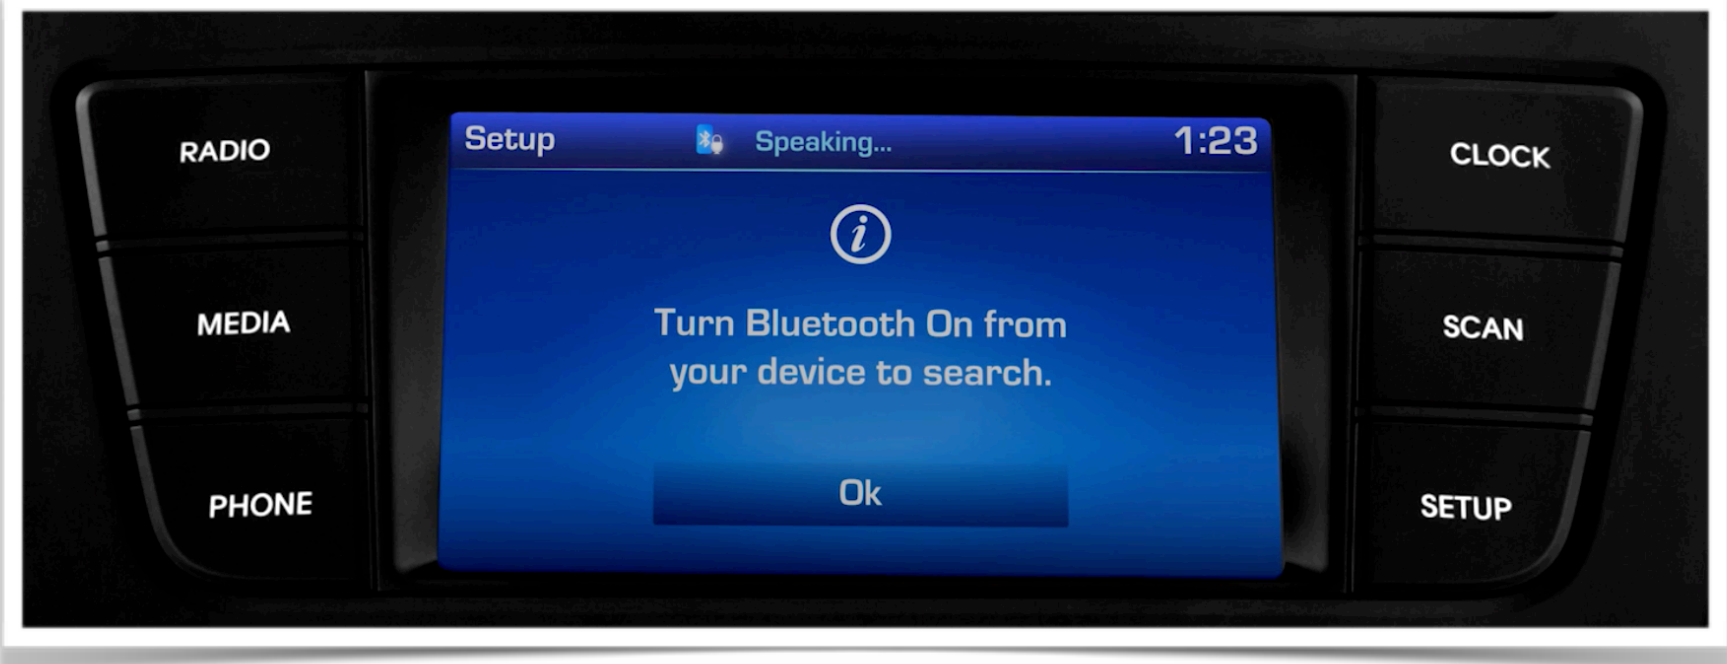 RADIO
MEDIA
PHONE
Setup Speaking... 1:23
i
Turn Bluetooth On from
your device to search.
Ok
CLOCK
SCAN
SETUP